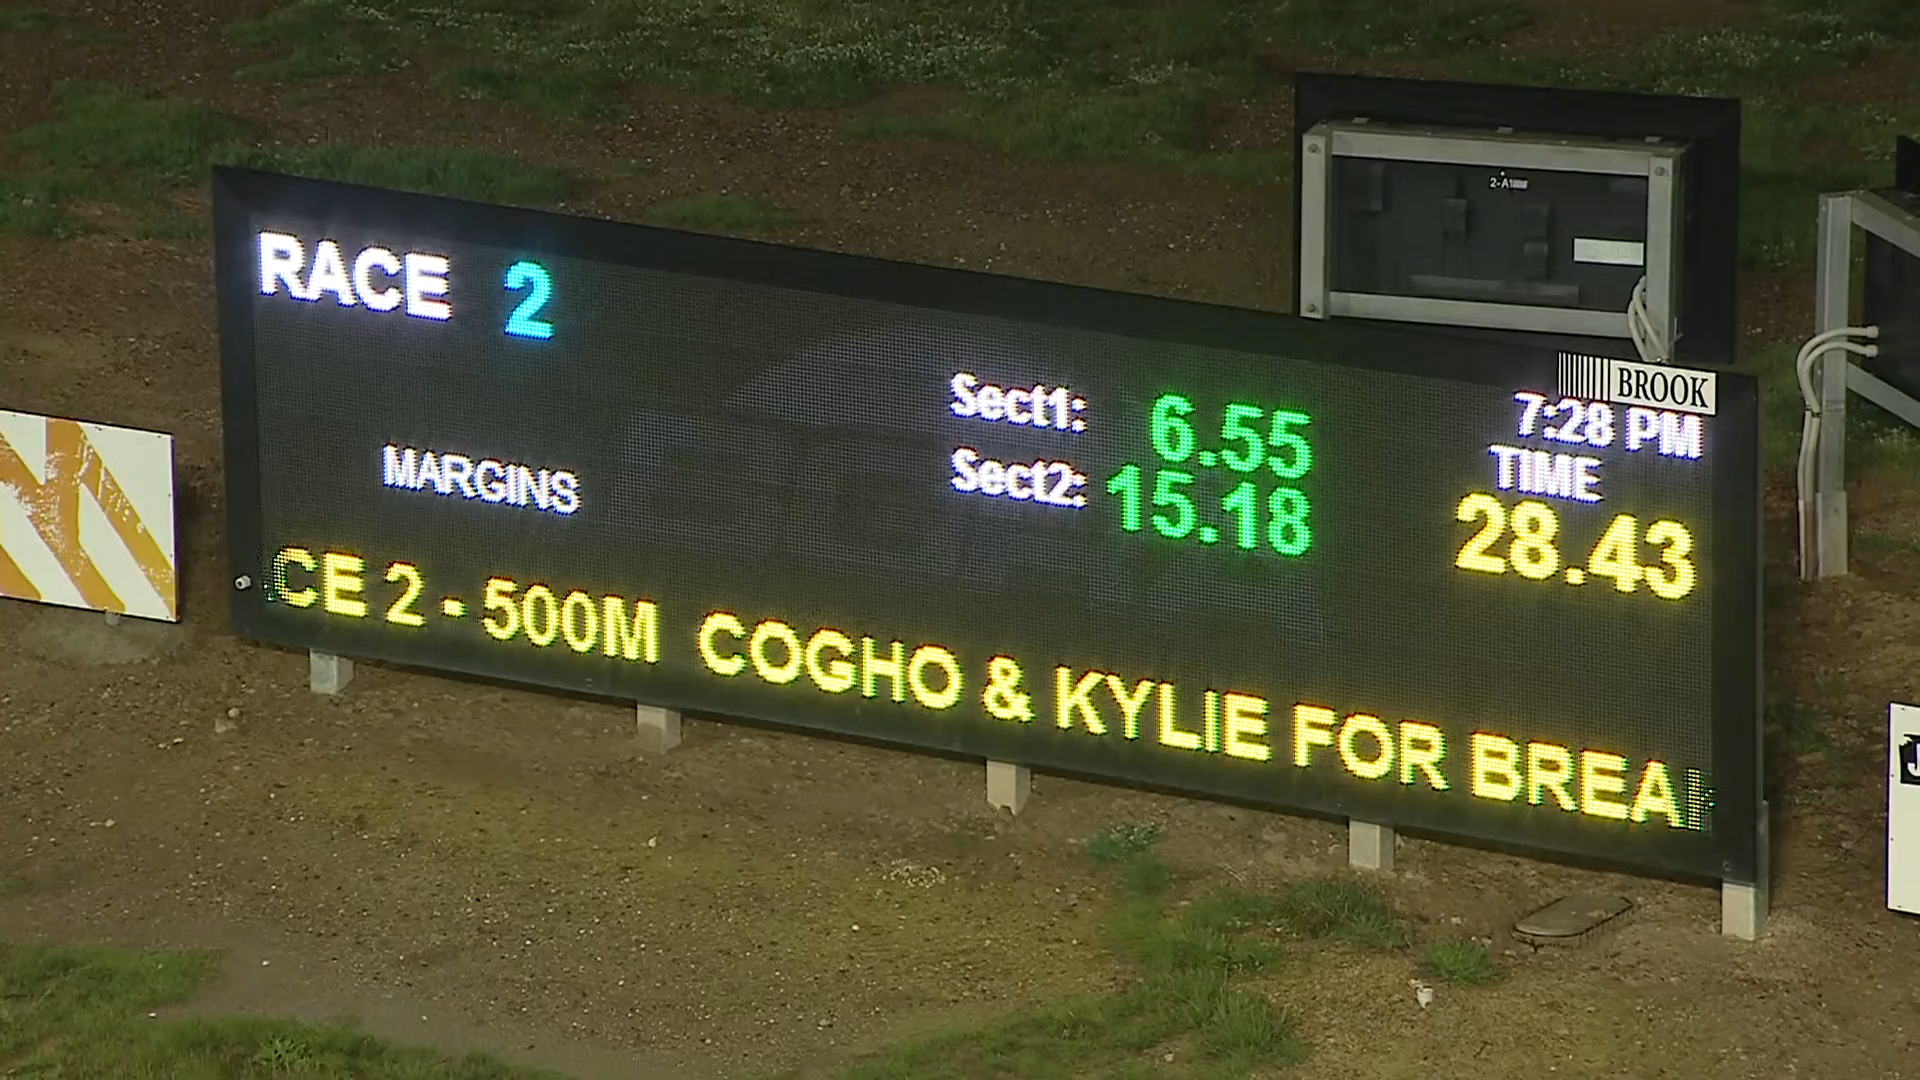 2-A
BROOK
RACE 2
7:28 PM
Sect1: 6.55
TIME
MARGINS
Sect2: 15.18
28.43
CE 2 - 500M COGHO & KYLIE FOR BREA
J